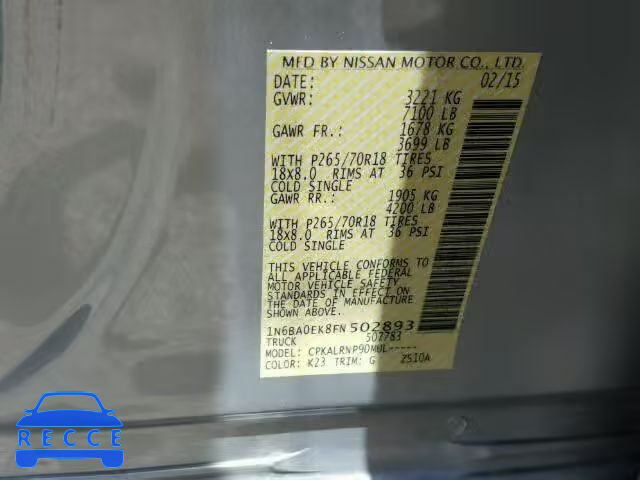 MFD BY NISSAN MOTOR CO., LTD.
DATE: 02/15
GVWR: 3221 KG
7100 LB
GAWR FR.: 1678 KG
3699 LB
WITH P265/70R18 TIRES
18X8.0 RIMS AT 36 PSI
COLD SINGLE
GAWR RR.: 1905 KG
4200 LB
WITH P265/70R18 TIRES
18X8.0 RIMS AT 36 PSI
COLD SINGLE
THIS VEHICLE CONFORMS TO
ALL APPLICABLE FEDERAL
MOTOR VEHICLE SAFETY
STANDARDS IN EFFECT ON
THE DATE OF MANUFACTURE
SHOWN ABOVE.
1N6BA0EK8FN502893
TRUCK 502783
MODEL: CPKALRNP9DMUL-----
COLOR: K23 TRIM: G Z510A
RECCE